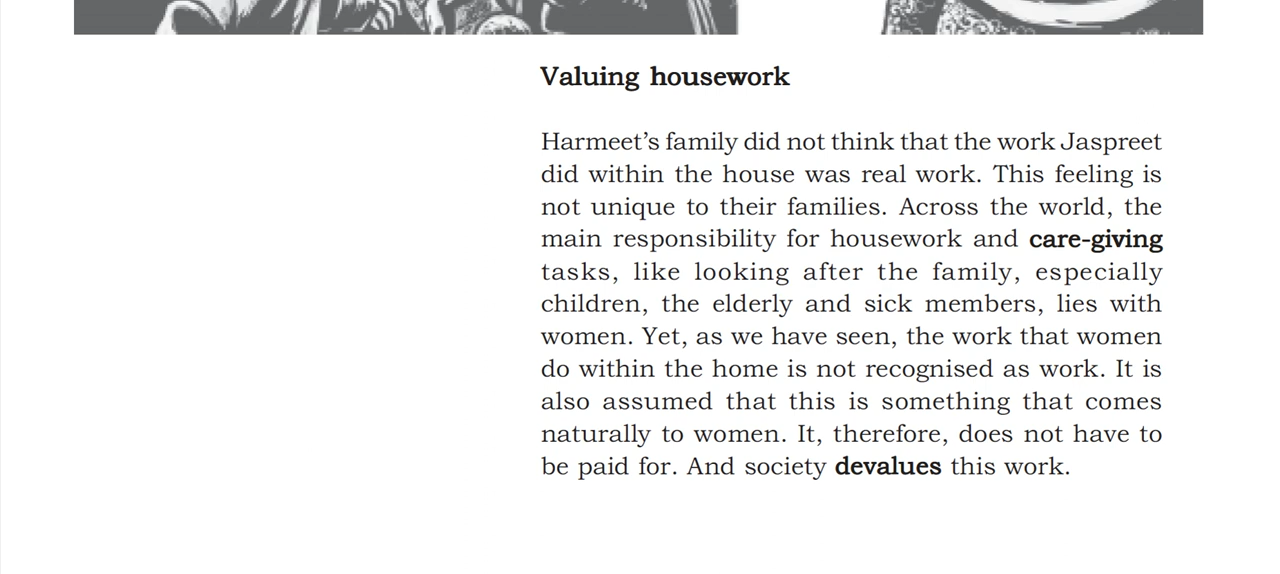 Valuing housework
Harmeet’s family did not think that the work Jaspreet
did within the house was real work. This feeling is
not unique to their families. Across the world, the
main responsibility for housework and care-giving
tasks, like looking after the family, especially
children, the elderly and sick members, lies with
women. Yet, as we have seen, the work that women
do within the home is not recognised as work. It is
also assumed that this is something that comes
naturally to women. It, therefore, does not have to
be paid for. And society devalues this work.